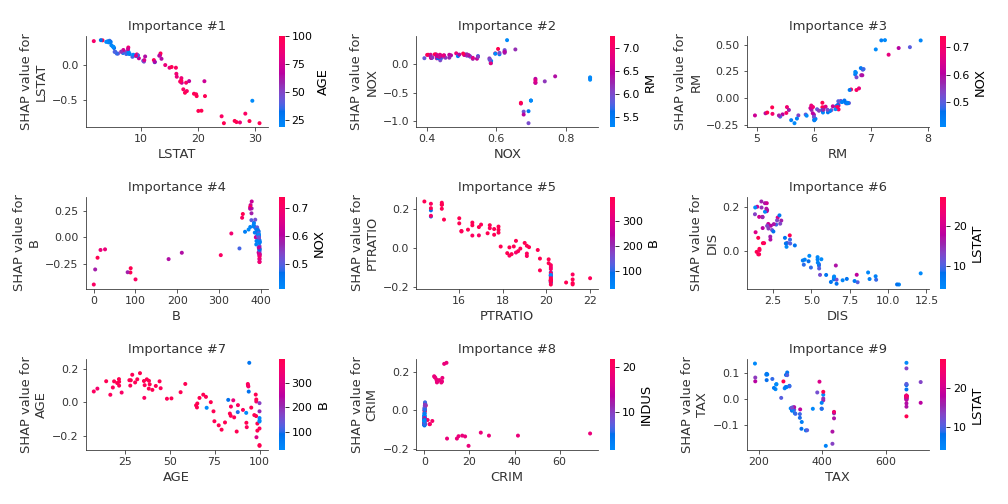 Importance #1
SHAP value for
LSTAT
0.0
−0.5
10
20
30
LSTAT
100
75
50
25
AGE
Importance #2
SHAP value for
NOX
0.0
−0.5
−1.0
0.4
0.6
0.8
NOX
7.0
6.5
6.0
5.5
RM
Importance #3
SHAP value for
RM
0.50
0.25
0.00
−0.25
5
6
7
8
RM
0.7
0.6
0.5
NOX
Importance #4
SHAP value for
B
0.25
0.00
−0.25
0
100
200
300
400
B
0.7
0.6
0.5
NOX
Importance #5
SHAP value for
PTRATIO
0.2
0.0
−0.2
16
18
20
22
PTRATIO
300
200
100
B
Importance #6
SHAP value for
DIS
0.2
0.0
2.5
5.0
7.5
10.0
12.5
DIS
20
10
LSTAT
Importance #7
SHAP value for
AGE
0.2
0.0
−0.2
25
50
75
100
AGE
300
200
100
B
Importance #8
SHAP value for
CRIM
0.2
0.0
−0.2
0
20
40
60
CRIM
20
10
INDUS
Importance #9
SHAP value for
TAX
0.1
0.0
−0.1
200
400
600
TAX
20
10
LSTAT